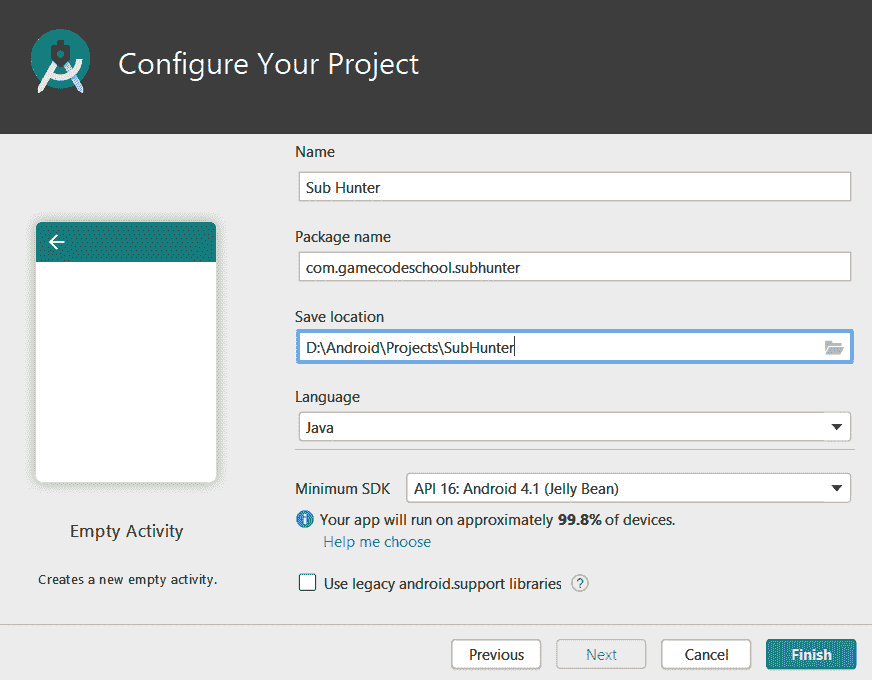 Configure Your Project
Name
Sub Hunter
Package name
com.gamecodeschool.subhunter
Save location
D:\Android\Projects\SubHunter
Language
Java
Minimum SDK
API 16: Android 4.1 (Jelly Bean)
Your app will run on approximately 99.8% of devices.
Help me choose
Use legacy android.support libraries ?
Empty Activity
Creates a new empty activity.
Previous
Next
Cancel
Finish